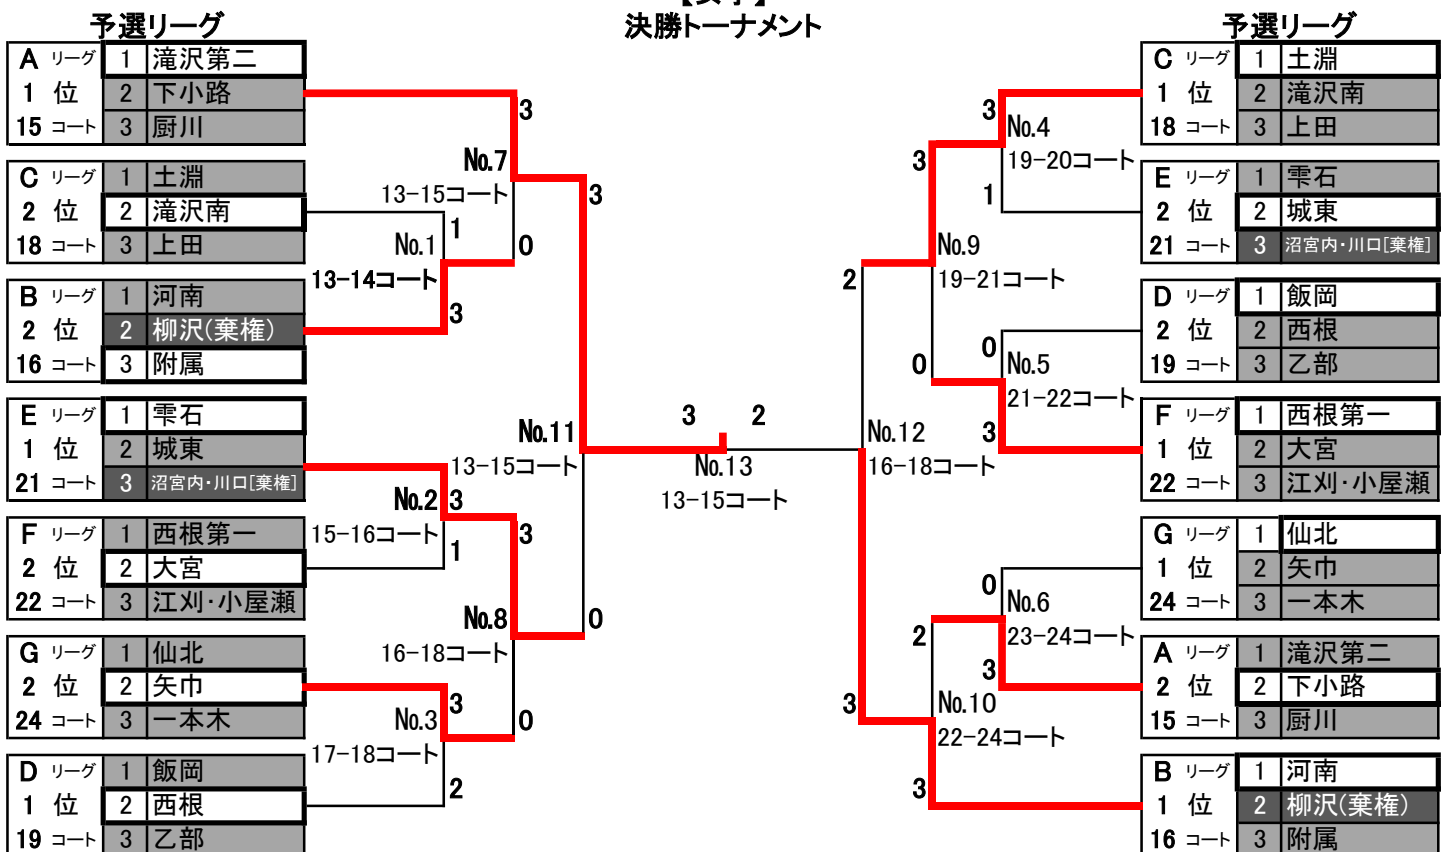 決勝トーナメント
予選リーグ
A リーグ 1 滝沢第二
1 位 2 下小路
15 コート 3 厨川
C リーグ 1 土淵
2 位 2 滝沢南
18 コート 3 上田
B リーグ 1 河南
2 位 2 柳沢(棄権)
16 コート 3 附属
E リーグ 1 雫石
1 位 2 城東
21 コート 3 沼宮内・川口[棄権]
F リーグ 1 西根第一
2 位 2 大宮
22 コート 3 江刈・小屋瀬
G リーグ 1 仙北
2 位 2 矢巾
24 コート 3 一本木
D リーグ 1 飯岡
1 位 2 西根
19 コート 3 乙部
3
No.7
13-15コート
0
1
No.1
13-14コート
3
3
No.11
13-15コート
0
No.2 3
15-16コート
1
3
No.8
16-18コート
0
3
No.3
17-18コート
2
3 2
No.13
13-15コート
予選リーグ
C リーグ 1 土淵
1 位 2 滝沢南
18 コート 3 上田
E リーグ 1 雫石
2 位 2 城東
21 コート 3 沼宮内・川口[棄権]
D リーグ 1 飯岡
2 位 2 西根
19 コート 3 乙部
F リーグ 1 西根第一
1 位 2 大宮
22 コート 3 江刈・小屋瀬
G リーグ 1 仙北
1 位 2 矢巾
24 コート 3 一本木
A リーグ 1 滝沢第二
2 位 2 下小路
15 コート 3 厨川
B リーグ 1 河南
1 位 2 柳沢(棄権)
16 コート 3 附属
3
No.4
19-20コート
1
3
No.9
19-21コート
0
0
No.5
21-22コート
3
2
No.12
16-18コート
3
0
No.6
23-24コート
3
2
No.10
22-24コート
3